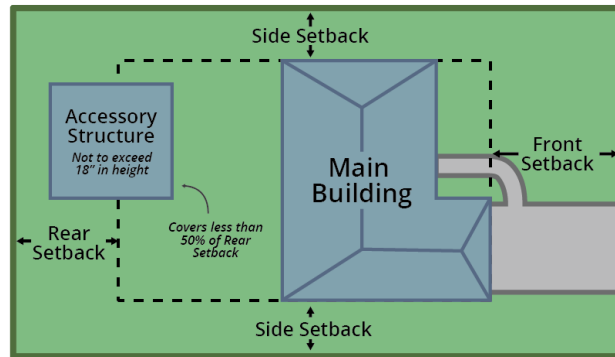 Side Setback
Accessory
Structure
Not to exceed
18" in height
Main
Building
Front
Setback
Covers less than
50% of Rear
Setback
Rear
Setback
Side Setback